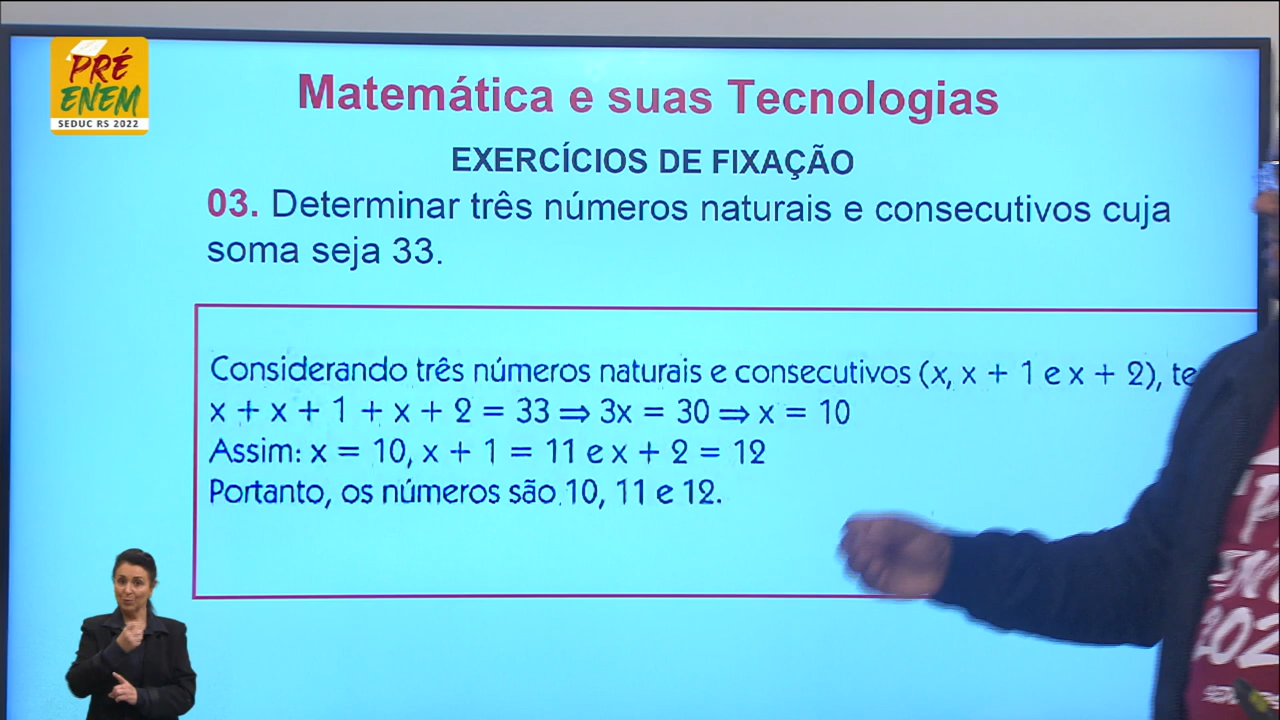 PRÉ
ENEM
SEDUC RS 2022
Matemática e suas Tecnologias
EXERCÍCIOS DE FIXAÇÃO
03. Determinar três números naturais e consecutivos cuja
soma seja 33.
Considerando três números naturais e consecutivos (x, x + 1 e x + 2), te
x + x + 1 + x + 2 = 33 ⇒ 3x = 30 ⇒ x = 10
Assim: x = 10, x + 1 = 11 e x + 2 = 12
Portanto, os números são 10, 11 e 12.